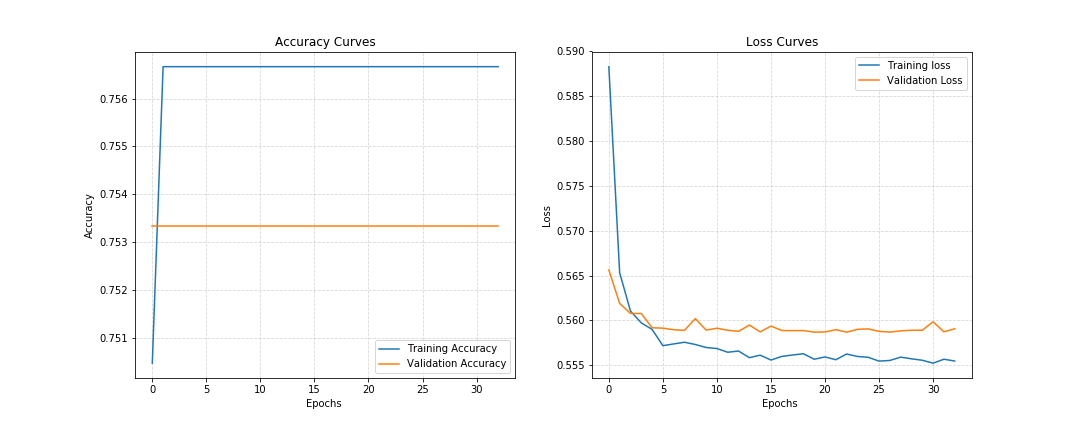 Accuracy Curves
0.756
0.755
0.754
0.753
0.752
0.751
Accuracy
Training Accuracy
Validation Accuracy
0 5 10 15 20 25 30
Epochs
Loss Curves
0.590
0.585
0.580
0.575
0.570
0.565
0.560
0.555
Loss
Training loss
Validation Loss
0 5 10 15 20 25 30
Epochs